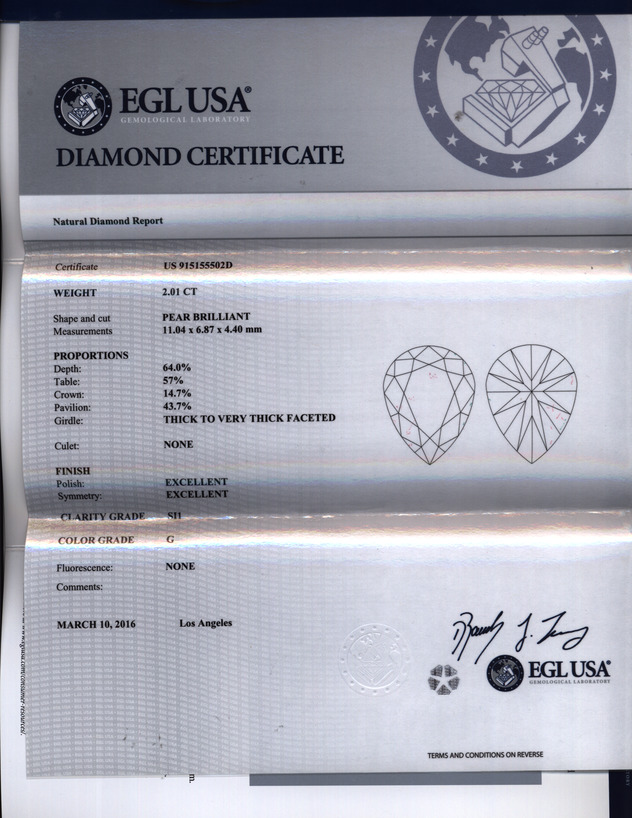 EGL USA®
GEMOLOGICAL LABORATORY
DIAMOND CERTIFICATE
Natural Diamond Report
Certificate US 915155502D
WEIGHT 2.01 CT
Shape and cut PEAR BRILLIANT
Measurements 11.04 x 6.87 x 4.40 mm
PROPORTIONS
Depth: 64.0%
Table: 57%
Crown: 14.7%
Pavilion: 43.7%
Girdle: THICK TO VERY THICK FACETED
Culet: NONE
FINISH
Polish: EXCELLENT
Symmetry: EXCELLENT
CLARITY GRADE SI1
COLOR GRADE G
Fluorescence: NONE
Comments:
MARCH 10, 2016 Los Angeles
EGL USA®
GEMOLOGICAL LABORATORY
TERMS AND CONDITIONS ON REVERSE
m.